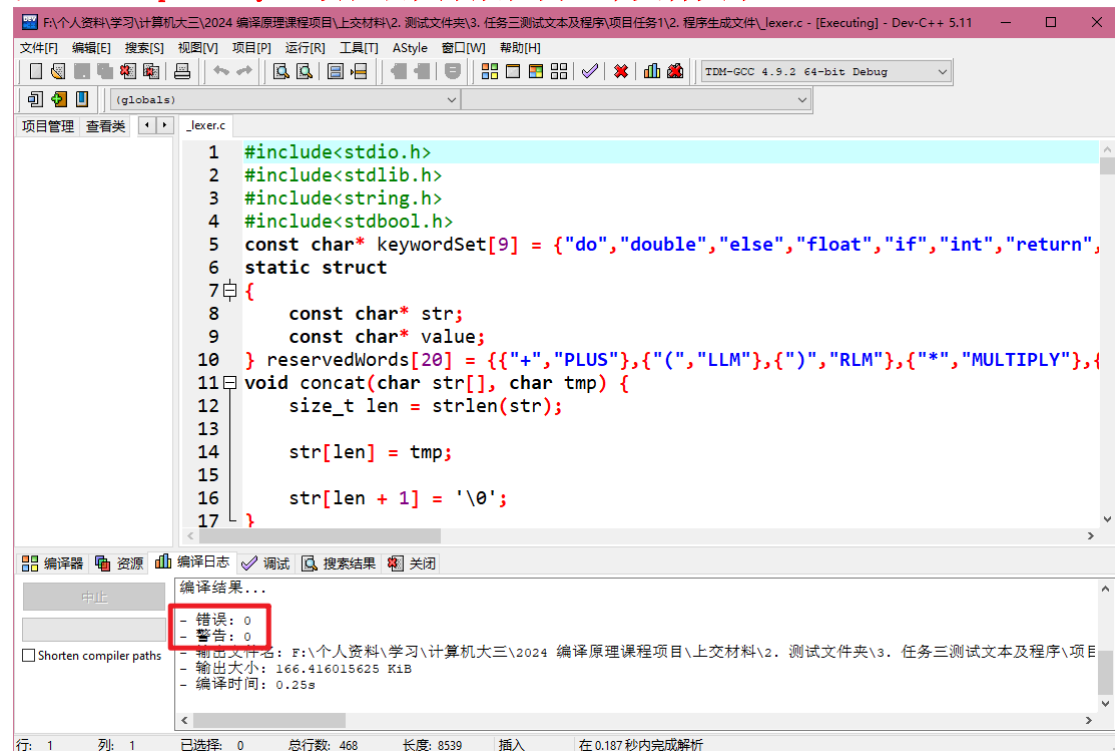 F:\个人资料\学习\计算机大三\2024 编译原理课程项目\上交材料\2. 测试文件夹\3. 任务三测试文本及程序\项目任务1\2. 程序生成文件\_lexer.c - [Executing] - Dev-C++ 5.11
文件[F] 编辑[E] 搜索[S] 视图[V] 项目[P] 运行[R] 工具[T] AStyle 窗口[W] 帮助[H]
TDM-GCC 4.9.2 64-bit Debug
(globals)
项目管理 查看类 _lexer.c
1 #include<stdio.h>
2 #include<stdlib.h>
3 #include<string.h>
4 #include<stdbool.h>
5 const char* keywordSet[9] = {"do","double","else","float","if","int","return",
6 static struct
7 {
8 const char* str;
9 const char* value;
10 } reservedWords[20] = {{"+","PLUS"},{"(","LLM"},{")","RLM"},{"*","MULTIPLY"},{
11 void concat(char str[], char tmp) {
12 size_t len = strlen(str);
13
14 str[len] = tmp;
15
16 str[len + 1] = '\0';
17 }
编译器 资源 编译日志 调试 搜索结果 关闭
中止
Shorten compiler paths
编译结果...
- 错误: 0
- 警告: 0
- 输出文件名: F:\个人资料\学习\计算机大三\2024 编译原理课程项目\上交材料\2. 测试文件夹\3. 任务三测试文本及程序\项目
- 输出大小: 166.416015625 KiB
- 编译时间: 0.25s
行: 1 列: 1 已选择: 0 总行数: 468 长度: 8539 插入 在 0.187 秒内完成解析